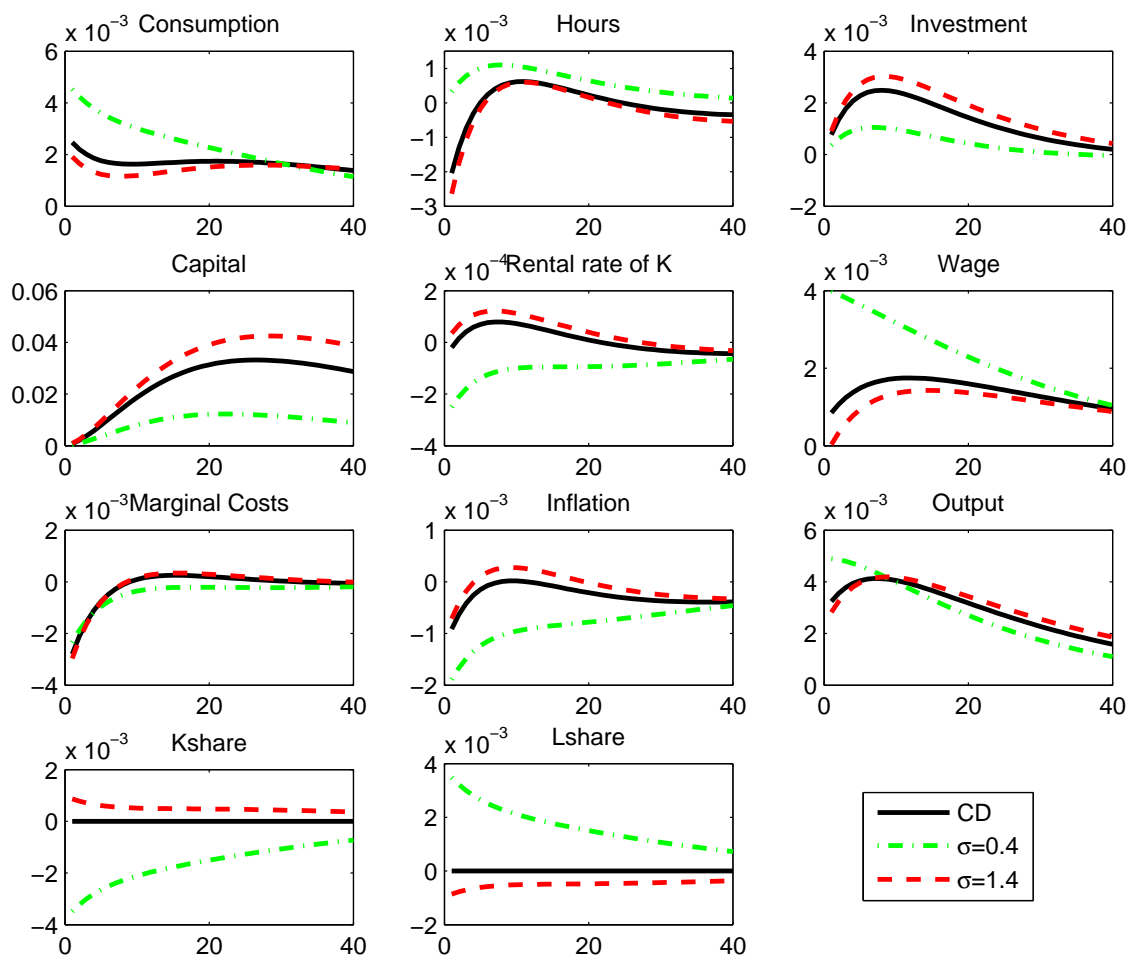 x 10⁻³ Consumption
6
4
2
0
0 20 40
x 10⁻³ Hours
1
0
−1
−2
−3
0 20 40
x 10⁻³ Investment
4
2
0
−2
0 20 40
Capital
0.06
0.04
0.02
0
0 20 40
x 10⁻⁴ Rental rate of K
2
0
−2
−4
0 20 40
x 10⁻³ Wage
4
2
0
0 20 40
x 10⁻³ Marginal Costs
2
0
−2
−4
0 20 40
x 10⁻³ Inflation
1
0
−1
−2
0 20 40
x 10⁻³ Output
6
4
2
0
0 20 40
x 10⁻³ Kshare
2
0
−2
−4
0 20 40
x 10⁻³ Lshare
4
2
0
−2
0 20 40
CD
σ=0.4
σ=1.4